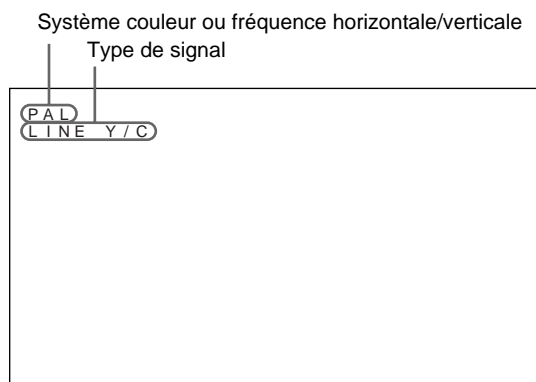 Système couleur ou fréquence horizontale/verticale
Type de signal
PAL
LINE Y/C